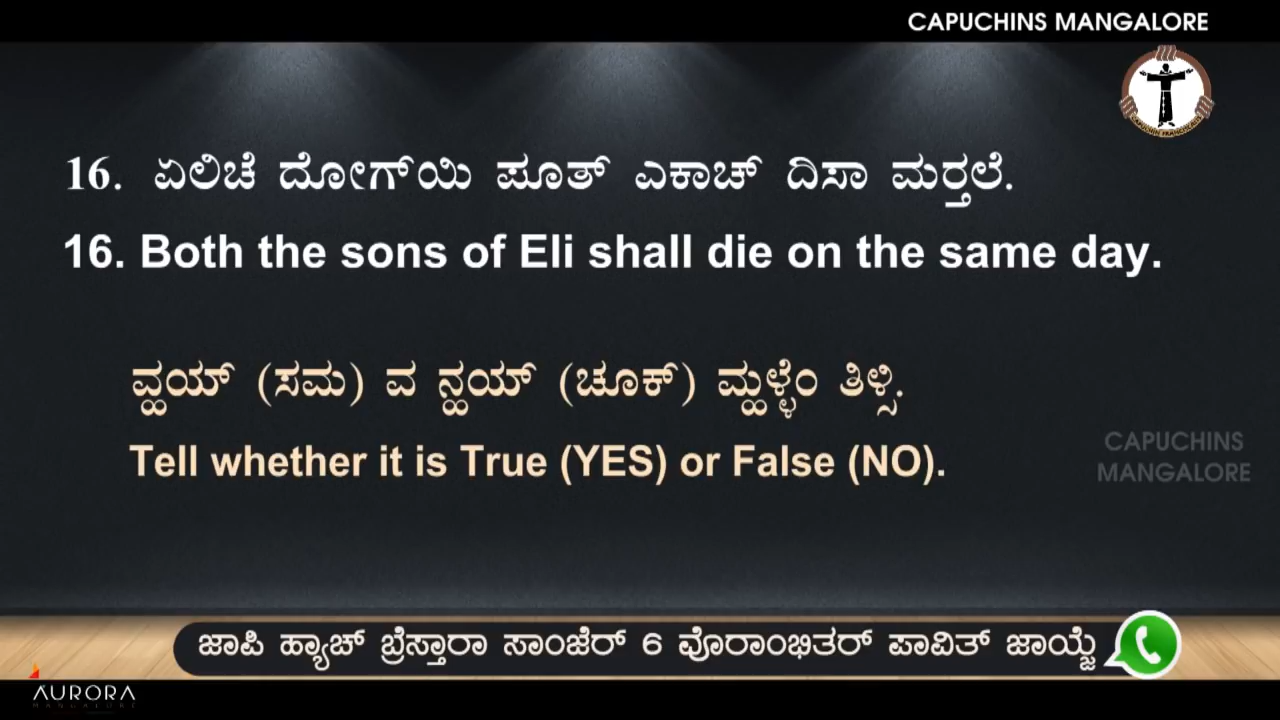 CAPUCHINS MANGALORE
16. ಏಲಿಚೆ ದೋಗ್‌ಯಿ ಪೂತ್ ಎಕಾಚ್ ದಿಸಾ ಮರ‍್ತಲೆ.
16. Both the sons of Eli shall die on the same day.
ವ್ಹಯ್ (ಸಮ) ವ ನ್ಹಯ್ (ಚೂಕ್) ಮ್ಹಳ್ಳೆಂ ತಿಳ್ಸಿ.
Tell whether it is True (YES) or False (NO).
CAPUCHINS
MANGALORE
ಜಾಪಿ ಹ್ಯಾಚ್ ಬ್ರೆಸ್ತಾರಾ ಸಾಂಜೆರ್ 6 ವೊರಾಂಭಿತರ್ ಪಾವಿತ್ ಜಾಯ್ಜೆ
AURORA
MANGALORE